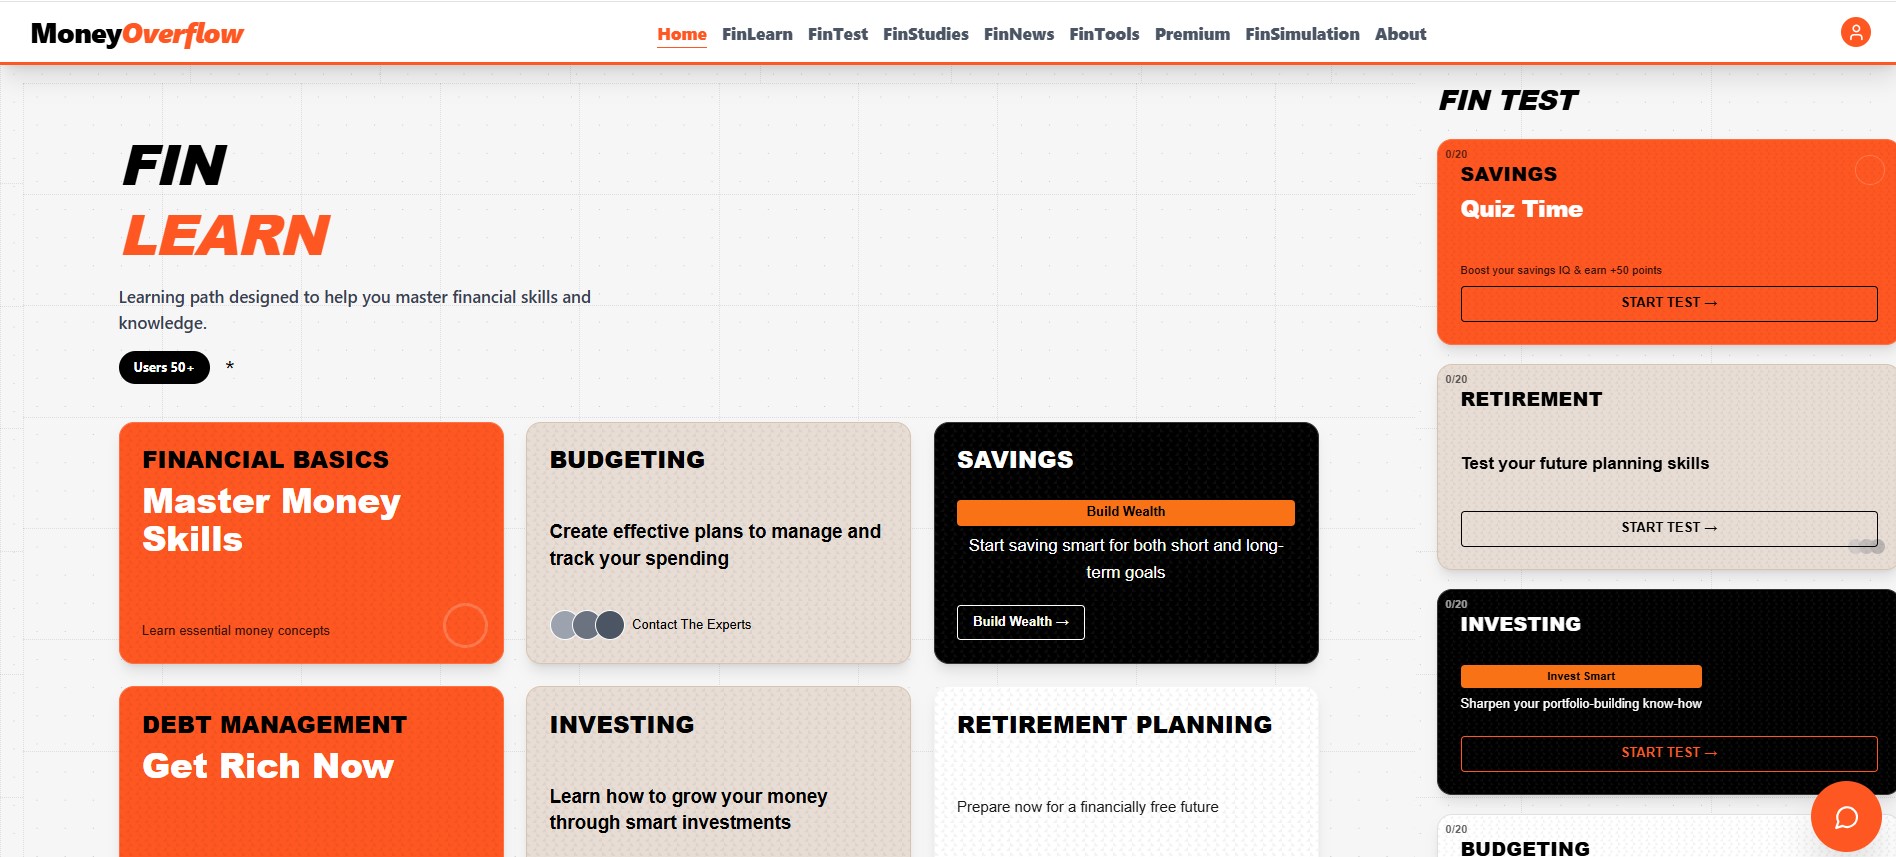 MoneyOverflow
Home FinLearn FinTest FinStudies FinNews FinTools Premium FinSimulation About
FIN
LEARN
Learning path designed to help you master financial skills and
knowledge.
Users 50+ *
FINANCIAL BASICS
Master Money
Skills
Learn essential money concepts
BUDGETING
Create effective plans to manage and
track your spending
Contact The Experts
SAVINGS
Build Wealth
Start saving smart for both short and long-
term goals
Build Wealth →
DEBT MANAGEMENT
Get Rich Now
INVESTING
Learn how to grow your money
through smart investments
RETIREMENT PLANNING
Prepare now for a financially free future
FIN TEST
0/20
SAVINGS
Quiz Time
Boost your savings IQ & earn +50 points
START TEST →
0/20
RETIREMENT
Test your future planning skills
START TEST →
0/20
INVESTING
Invest Smart
Sharpen your portfolio-building know-how
START TEST →
0/20
BUDGETING